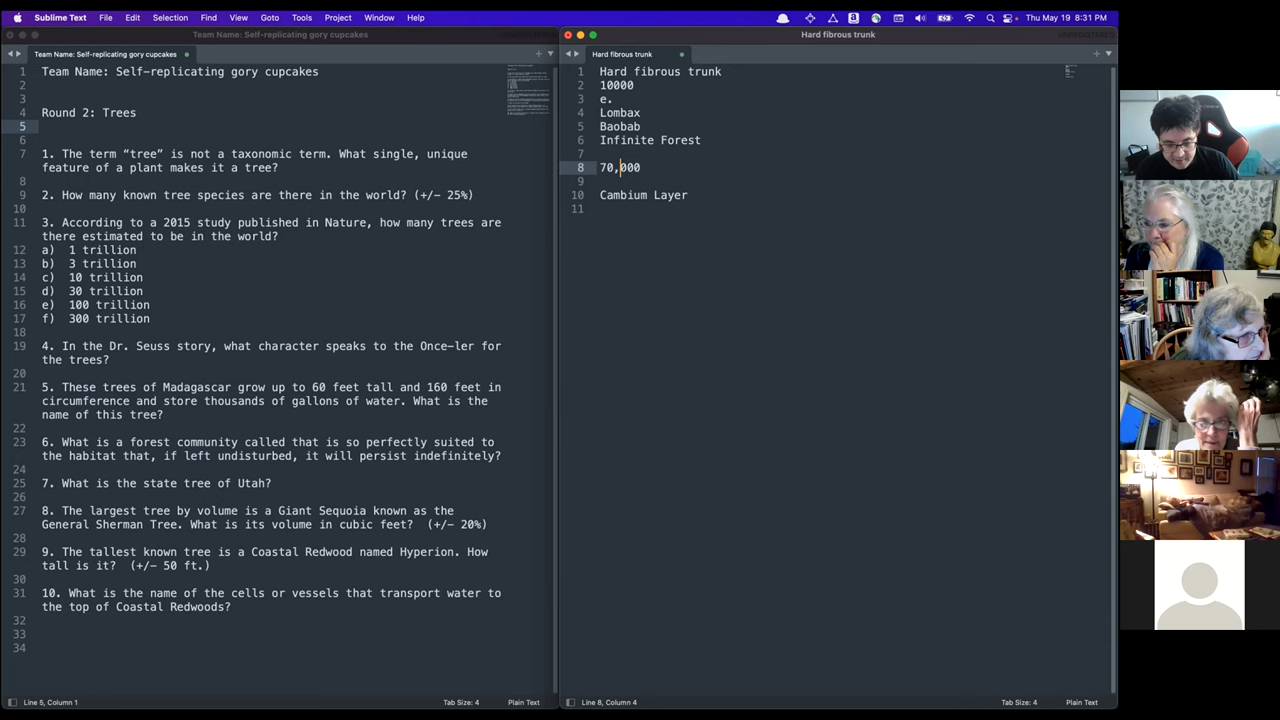 Sublime Text File Edit Selection Find View Goto Tools Project Window Help Thu May 19 8:31 PM
Team Name: Self-replicating gory cupcakes
Team Name: Self-replicating gory cupcakes
1 Team Name: Self-replicating gory cupcakes
2
3
4 Round 2: Trees
5
6
7 1. The term “tree” is not a taxonomic term. What single, unique
feature of a plant makes it a tree?
8
9 2. How many known tree species are there in the world? (+/- 25%)
10
11 3. According to a 2015 study published in Nature, how many trees are
there estimated to be in the world?
12 a) 1 trillion
13 b) 3 trillion
14 c) 10 trillion
15 d) 30 trillion
16 e) 100 trillion
17 f) 300 trillion
18
19 4. In the Dr. Seuss story, what character speaks to the Once-ler for
the trees?
20
21 5. These trees of Madagascar grow up to 60 feet tall and 160 feet in
circumference and store thousands of gallons of water. What is the
name of this tree?
22
23 6. What is a forest community called that is so perfectly suited to
the habitat that, if left undisturbed, it will persist indefinitely?
24
25 7. What is the state tree of Utah?
26
27 8. The largest tree by volume is a Giant Sequoia known as the
General Sherman Tree. What is its volume in cubic feet? (+/- 20%)
28
29 9. The tallest known tree is a Coastal Redwood named Hyperion. How
tall is it? (+/- 50 ft.)
30
31 10. What is the name of the cells or vessels that transport water to
the top of Coastal Redwoods?
32
33
34
Line 5, Column 1 Tab Size: 4 Plain Text
Hard fibrous trunk UNREGISTERED
Hard fibrous trunk
1 Hard fibrous trunk
2 10000
3 e.
4 Lombax
5 Baobab
6 Infinite Forest
7
8 70,000
9
10 Cambium Layer
11
Line 8, Column 4 Tab Size: 4 Plain Text